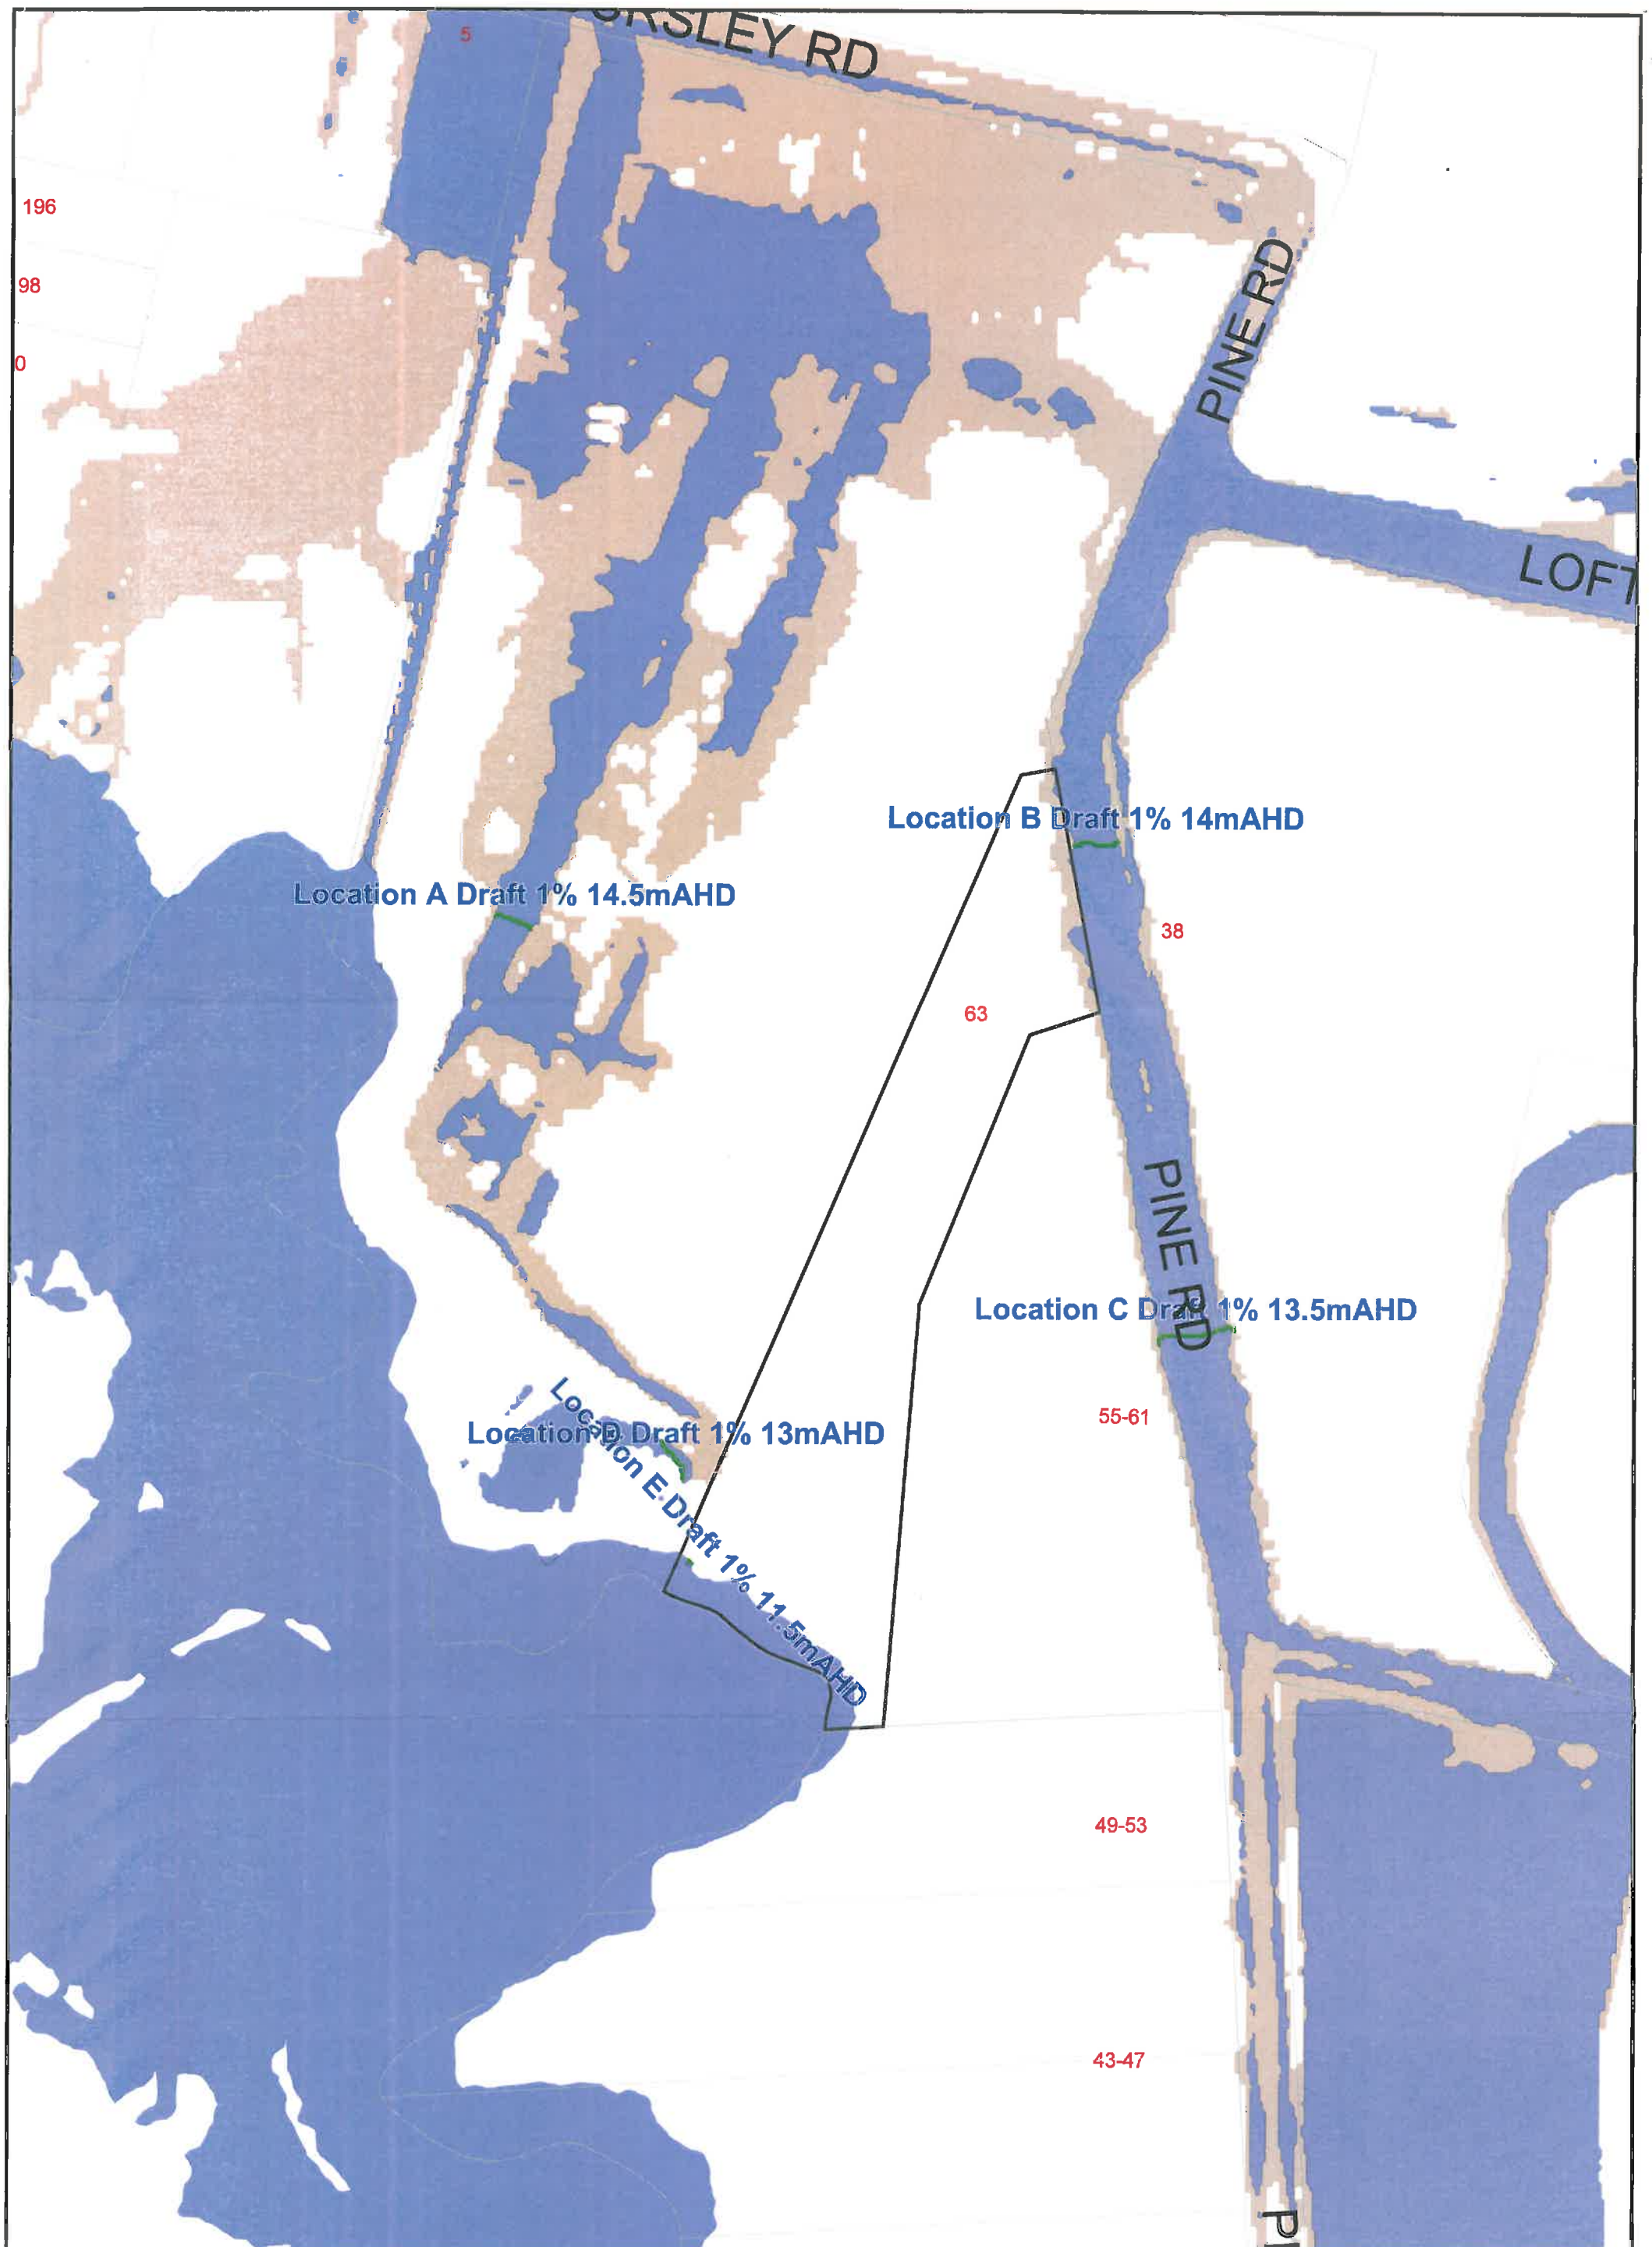 5
RD
196
98
0
PINE RD
LOFT
Location B Draft 1% 14mAHD
Location A Draft 1% 14.5mAHD
38
63
PINE RD
Location C Draft 1% 13.5mAHD
55-61
Location D Draft 1% 13mAHD
Location E Draft 1% 11.5mAHD
49-53
43-47